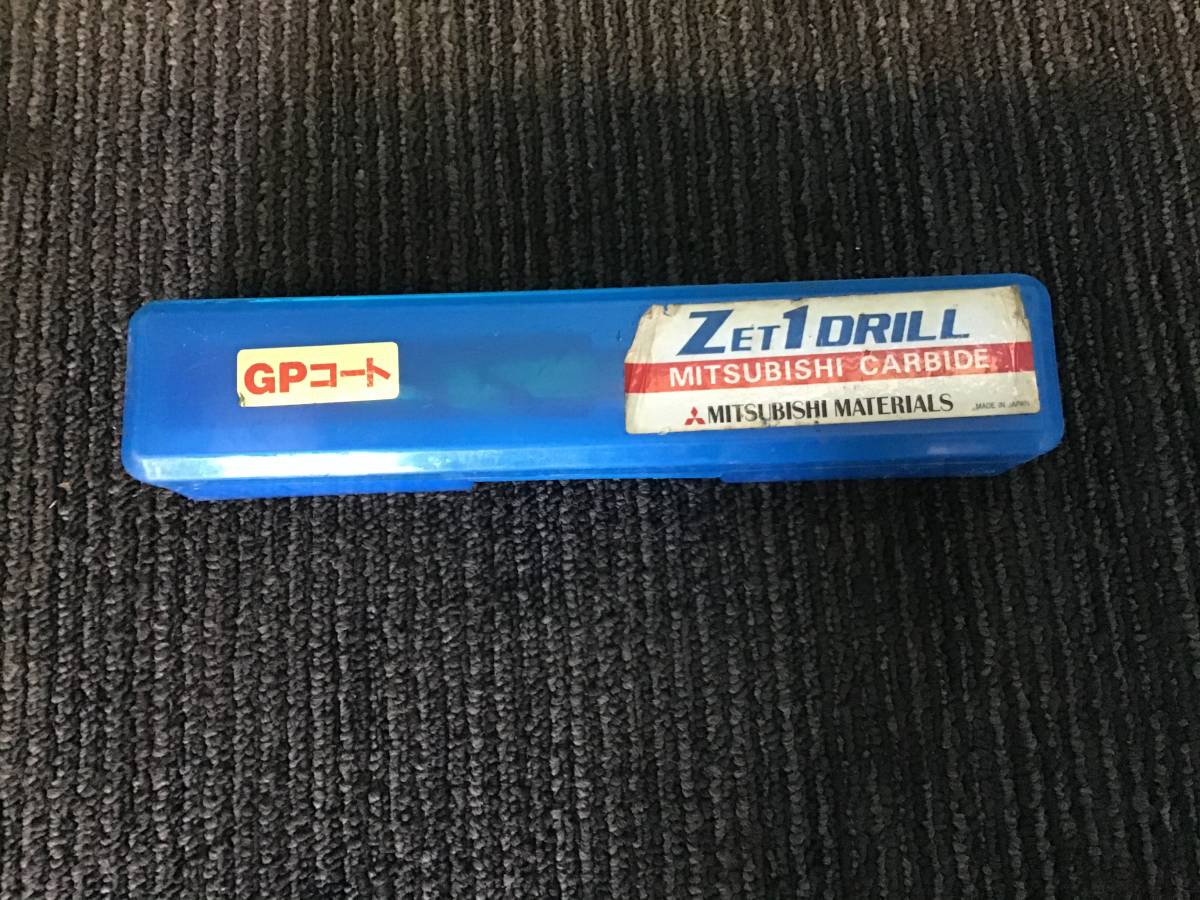 GPコート
ZET1 DRILL
MITSUBISHI CARBIDE
MITSUBISHI MATERIALS
MADE IN JAPAN